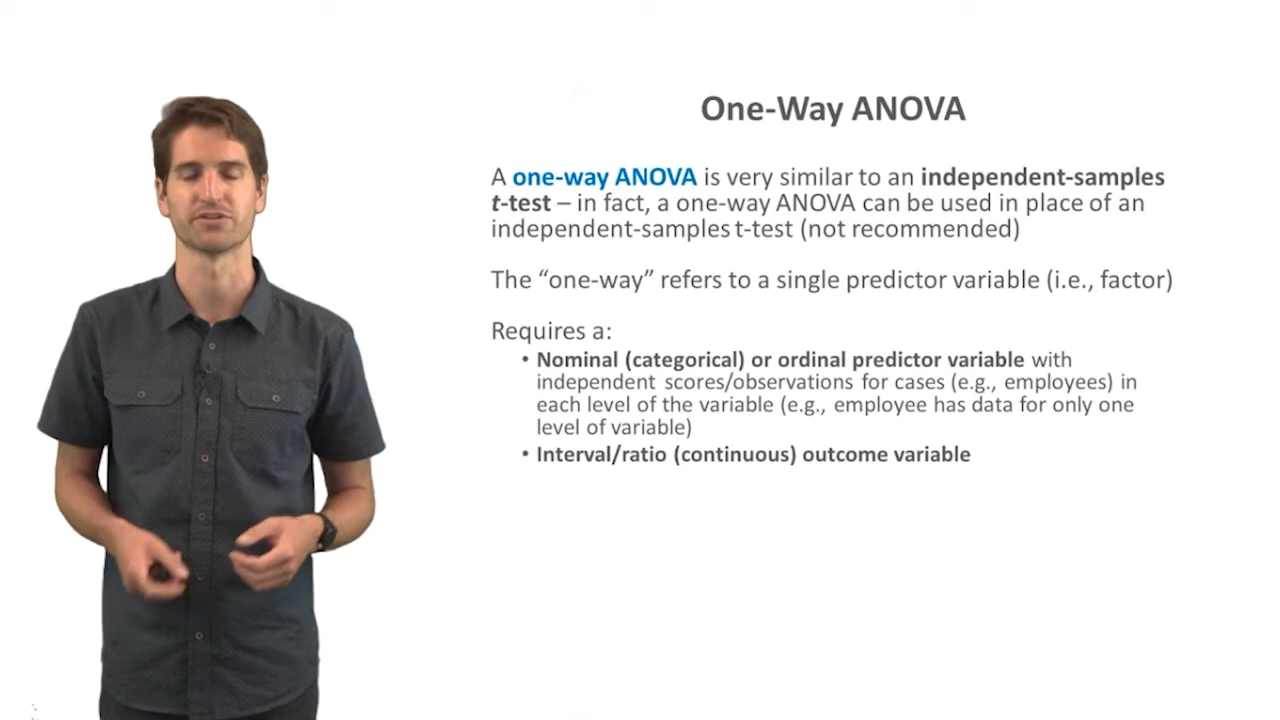 One-Way ANOVA
A one-way ANOVA is very similar to an independent-samples
t-test – in fact, a one-way ANOVA can be used in place of an
independent-samples t-test (not recommended)
The “one-way” refers to a single predictor variable (i.e., factor)
Requires a:
• Nominal (categorical) or ordinal predictor variable with
independent scores/observations for cases (e.g., employees) in
each level of the variable (e.g., employee has data for only one
level of variable)
• Interval/ratio (continuous) outcome variable